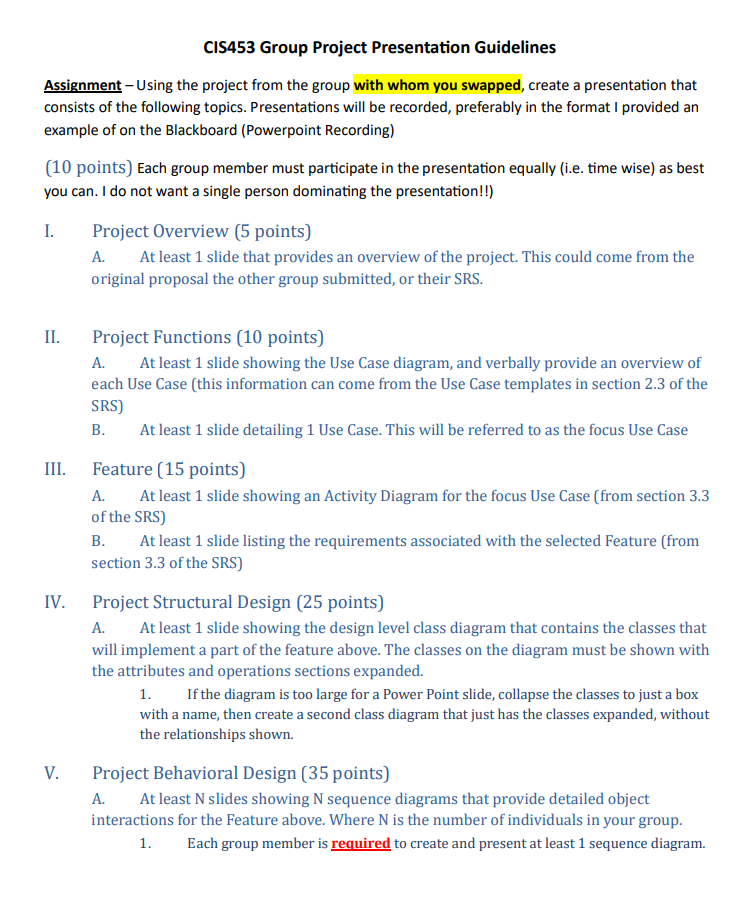 CIS453 Group Project Presentation Guidelines
Assignment – Using the project from the group with whom you swapped, create a presentation that
consists of the following topics. Presentations will be recorded, preferably in the format I provided an
example of on the Blackboard (Powerpoint Recording)
(10 points) Each group member must participate in the presentation equally (i.e. time wise) as best
you can. I do not want a single person dominating the presentation!!)
I. Project Overview (5 points)
A. At least 1 slide that provides an overview of the project. This could come from the
original proposal the other group submitted, or their SRS.
II. Project Functions (10 points)
A. At least 1 slide showing the Use Case diagram, and verbally provide an overview of
each Use Case (this information can come from the Use Case templates in section 2.3 of the
SRS)
B. At least 1 slide detailing 1 Use Case. This will be referred to as the focus Use Case
III. Feature (15 points)
A. At least 1 slide showing an Activity Diagram for the focus Use Case (from section 3.3
of the SRS)
B. At least 1 slide listing the requirements associated with the selected Feature (from
section 3.3 of the SRS)
IV. Project Structural Design (25 points)
A. At least 1 slide showing the design level class diagram that contains the classes that
will implement a part of the feature above. The classes on the diagram must be shown with
the attributes and operations sections expanded.
1. If the diagram is too large for a Power Point slide, collapse the classes to just a box
with a name, then create a second class diagram that just has the classes expanded, without
the relationships shown.
V. Project Behavioral Design (35 points)
A. At least N slides showing N sequence diagrams that provide detailed object
interactions for the Feature above. Where N is the number of individuals in your group.
1. Each group member is required to create and present at least 1 sequence diagram.